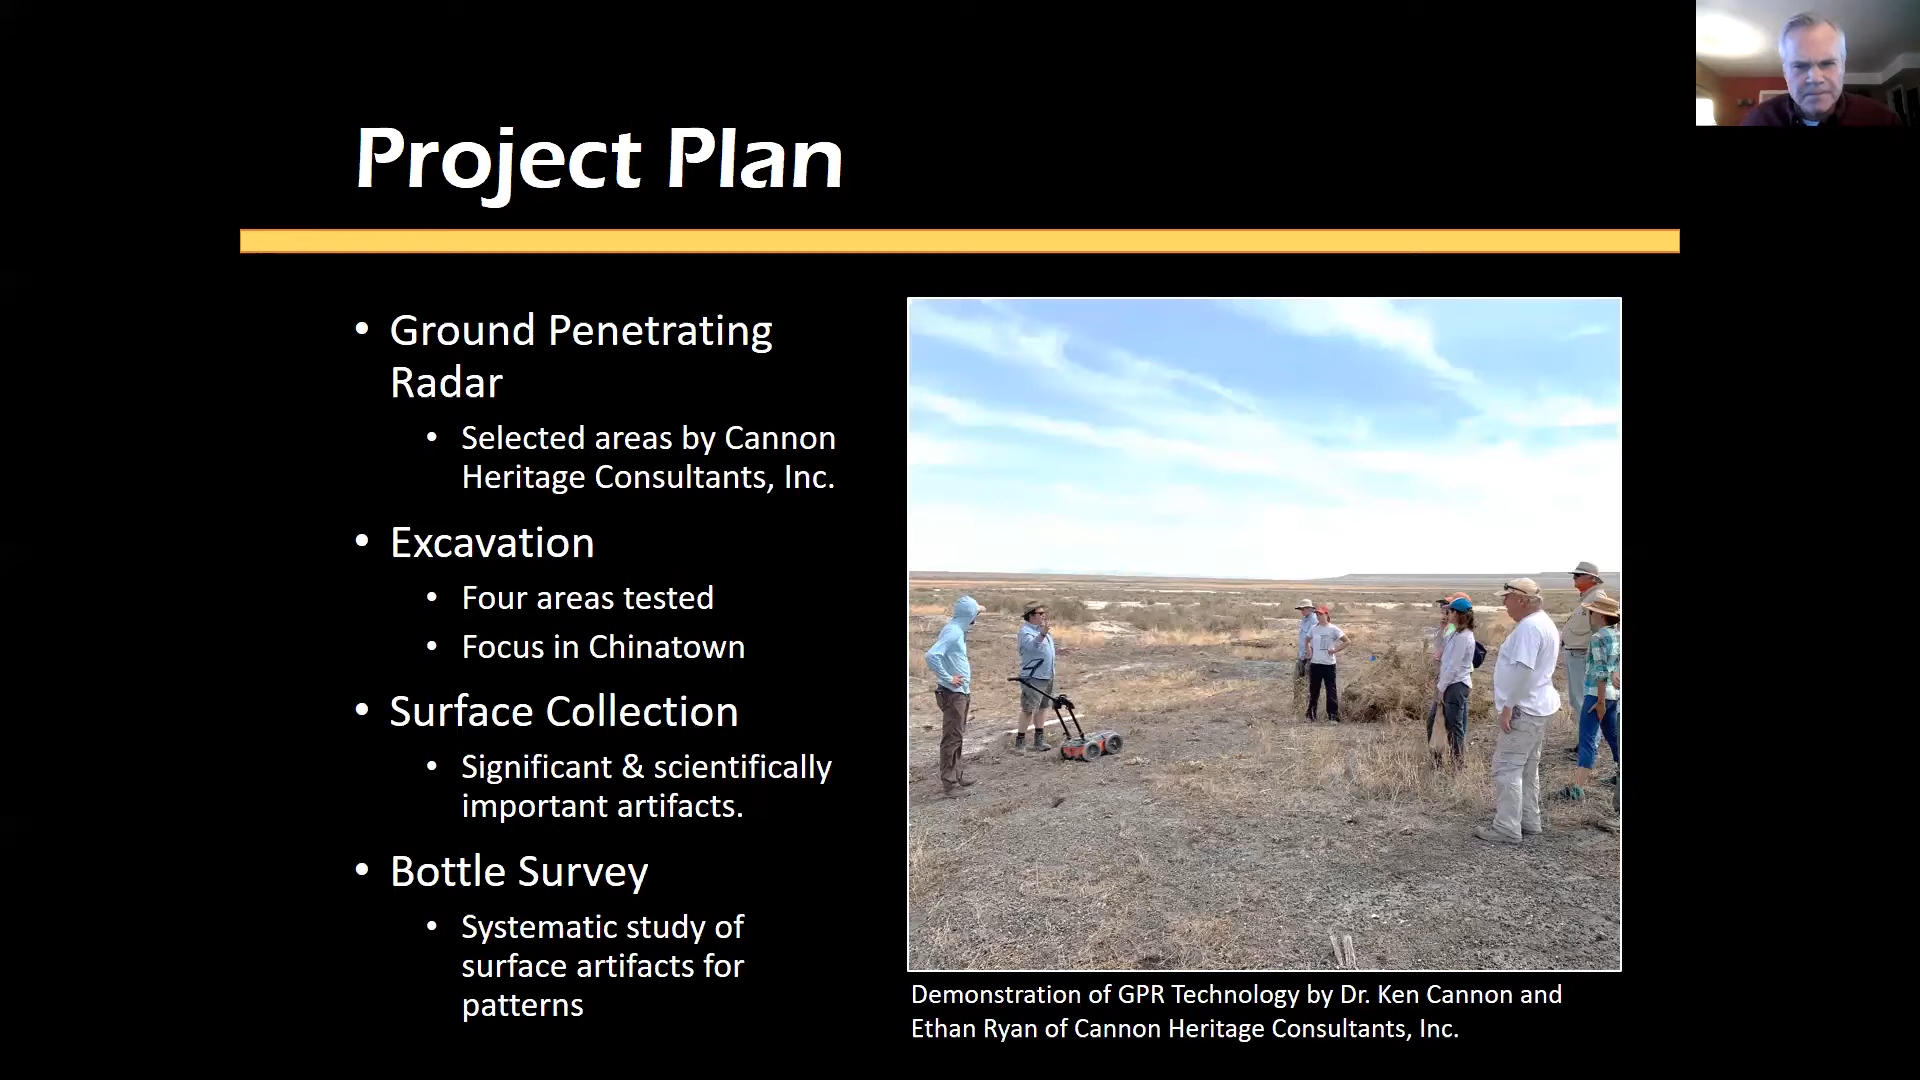 Project Plan
• Ground Penetrating
Radar
• Selected areas by Cannon
Heritage Consultants, Inc.
• Excavation
• Four areas tested
• Focus in Chinatown
• Surface Collection
• Significant & scientifically
important artifacts.
• Bottle Survey
• Systematic study of
surface artifacts for
patterns
Demonstration of GPR Technology by Dr. Ken Cannon and
Ethan Ryan of Cannon Heritage Consultants, Inc.